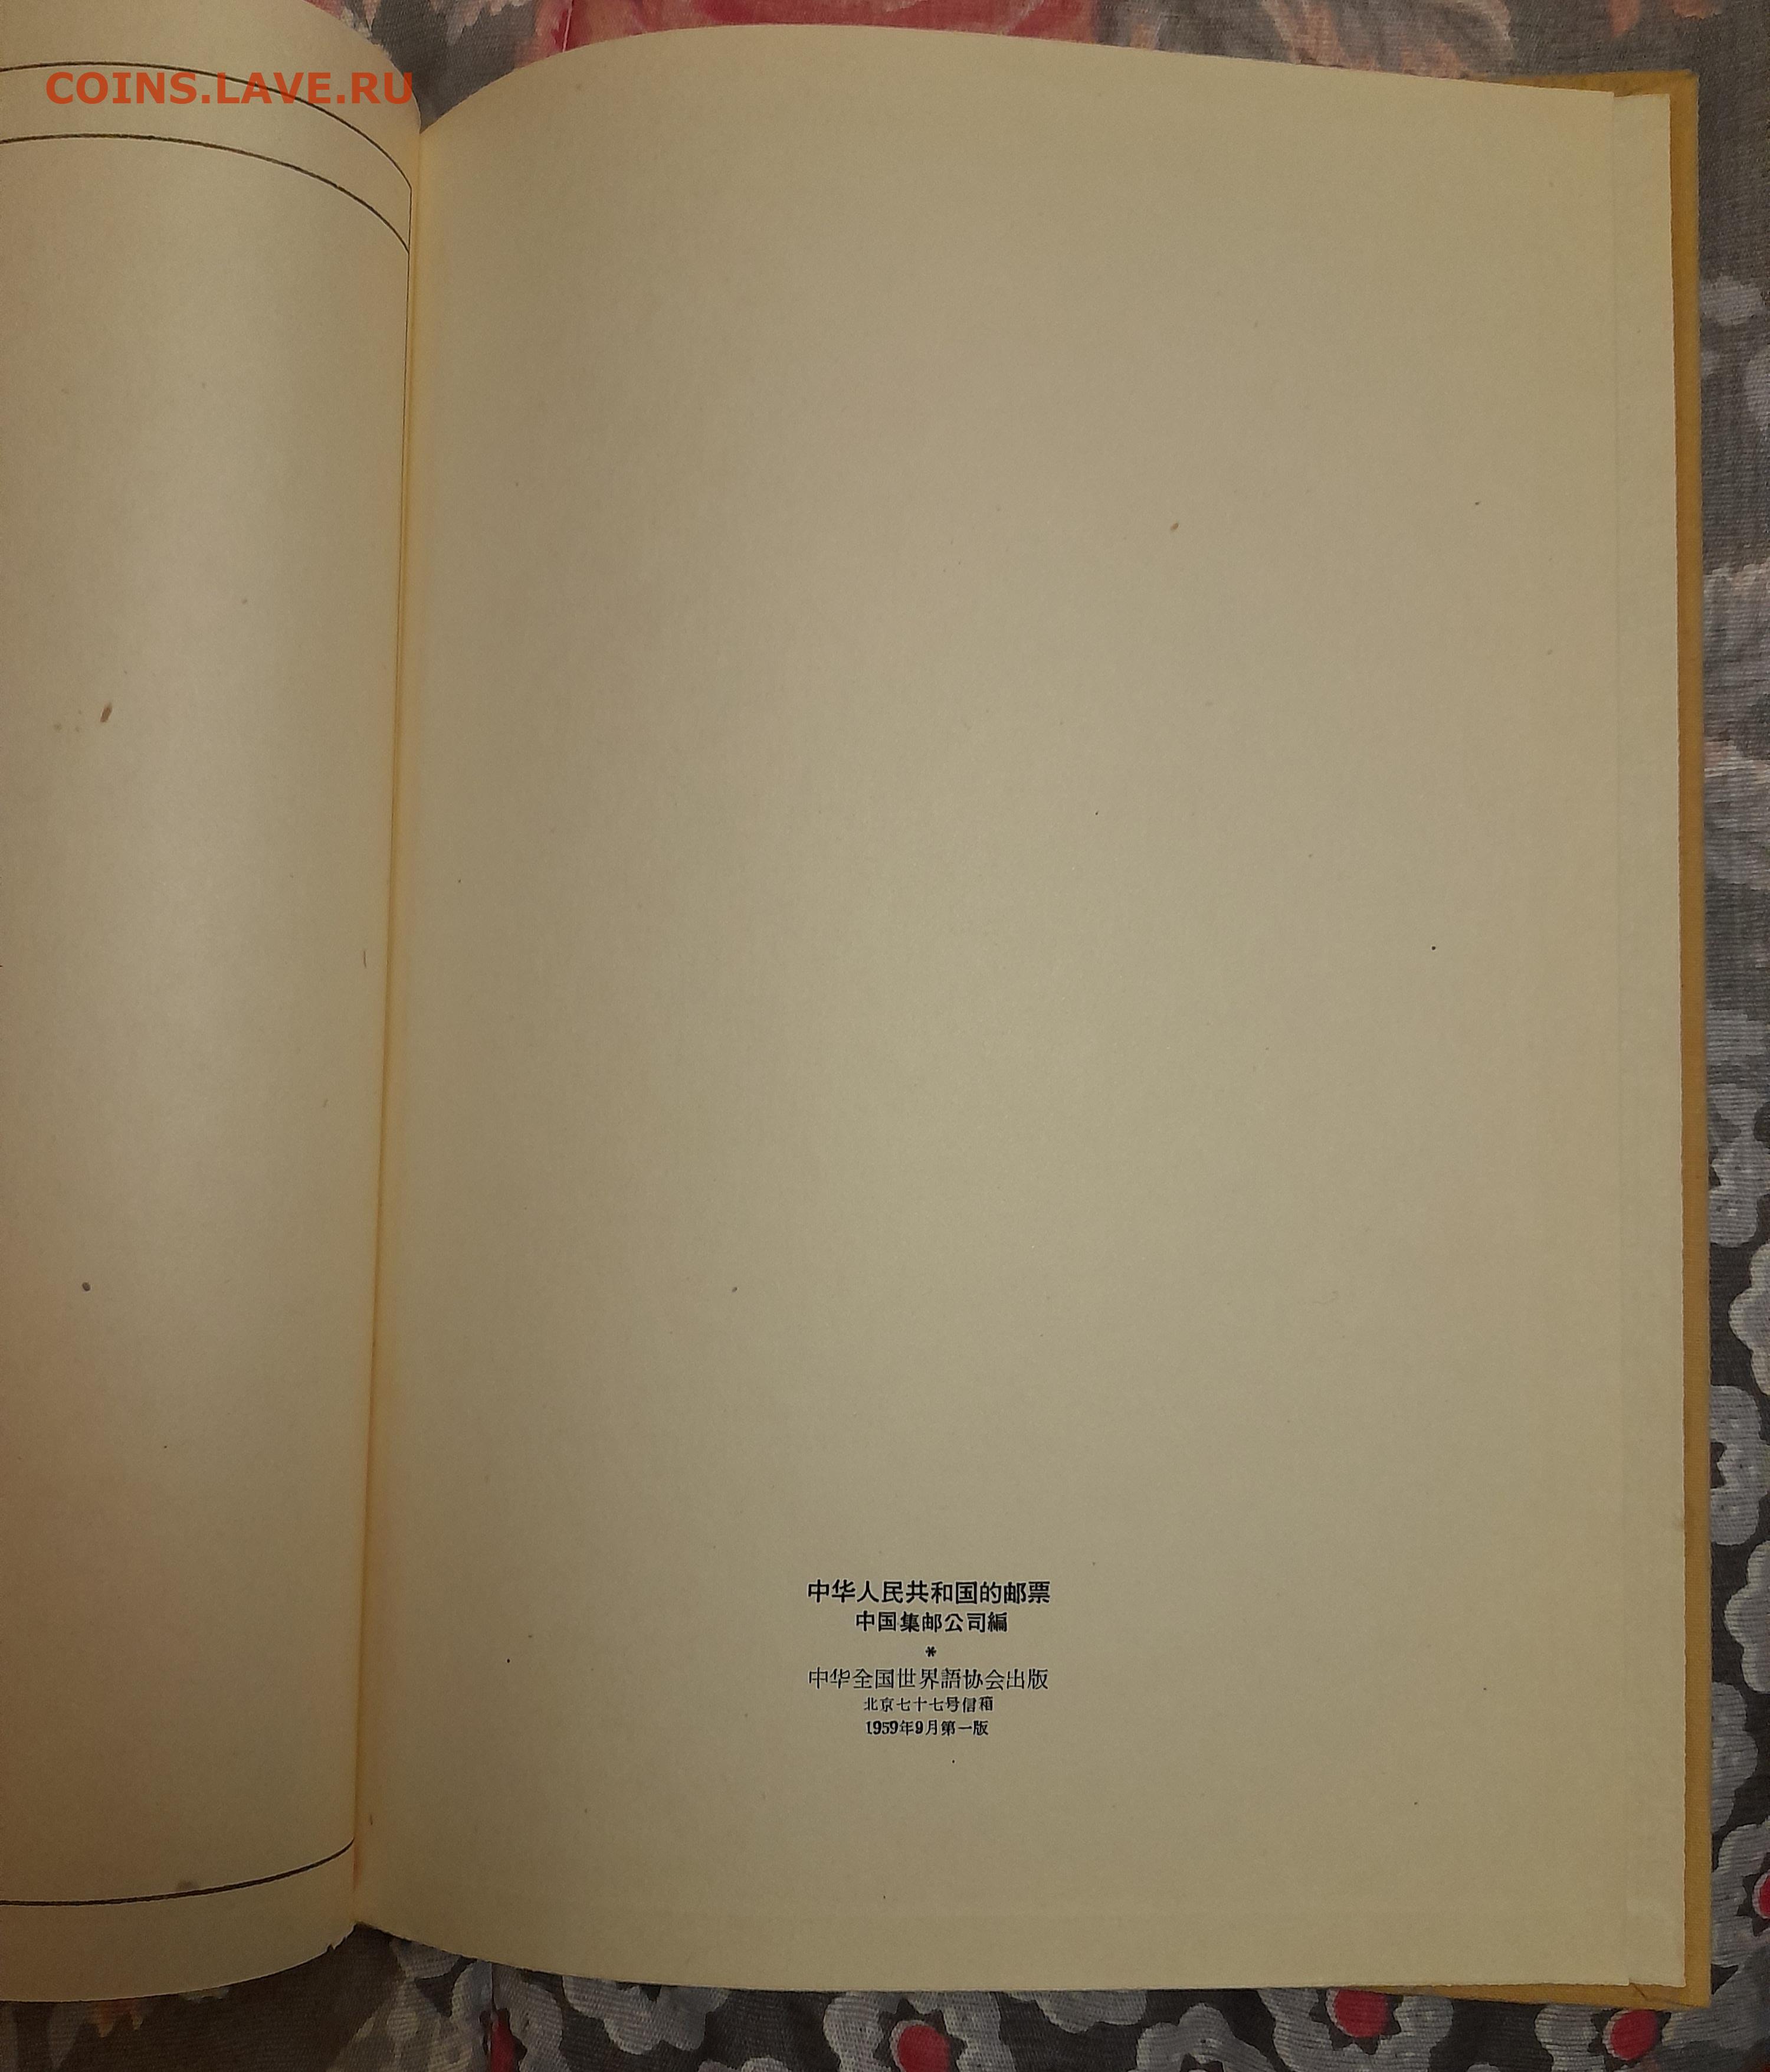 COINS.LAVE.RU
中华人民共和国的邮票
中国集邮公司編
*
中华全国世界語协会出版
北京七十七号信箱
1959年9月第一版